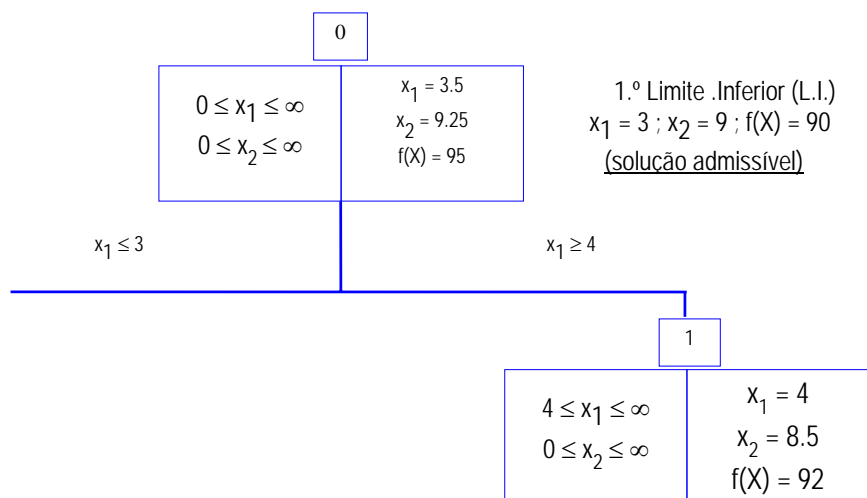 0
0 ≤ x₁ ≤ ∞
0 ≤ x₂ ≤ ∞
x₁ = 3.5
x₂ = 9.25
f(X) = 95
1.º Limite .Inferior (L.I.)
x₁ = 3 ; x₂ = 9 ; f(X) = 90
(solução admissível)
x₁ ≤ 3
x₁ ≥ 4
1
4 ≤ x₁ ≤ ∞
0 ≤ x₂ ≤ ∞
x₁ = 4
x₂ = 8.5
f(X) = 92